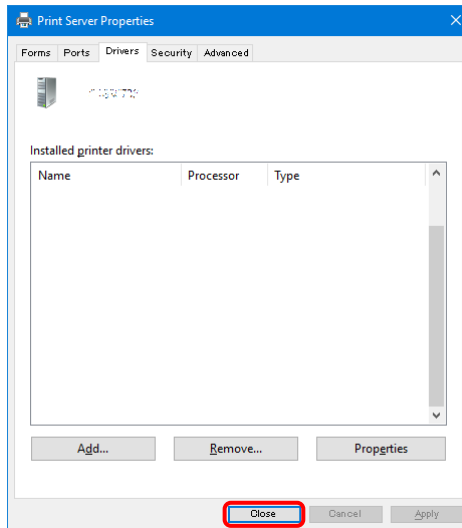 Print Server Properties
Forms Ports Drivers Security Advanced
Installed printer drivers:
Name Processor Type
Add... Remove... Properties
Close Cancel Apply